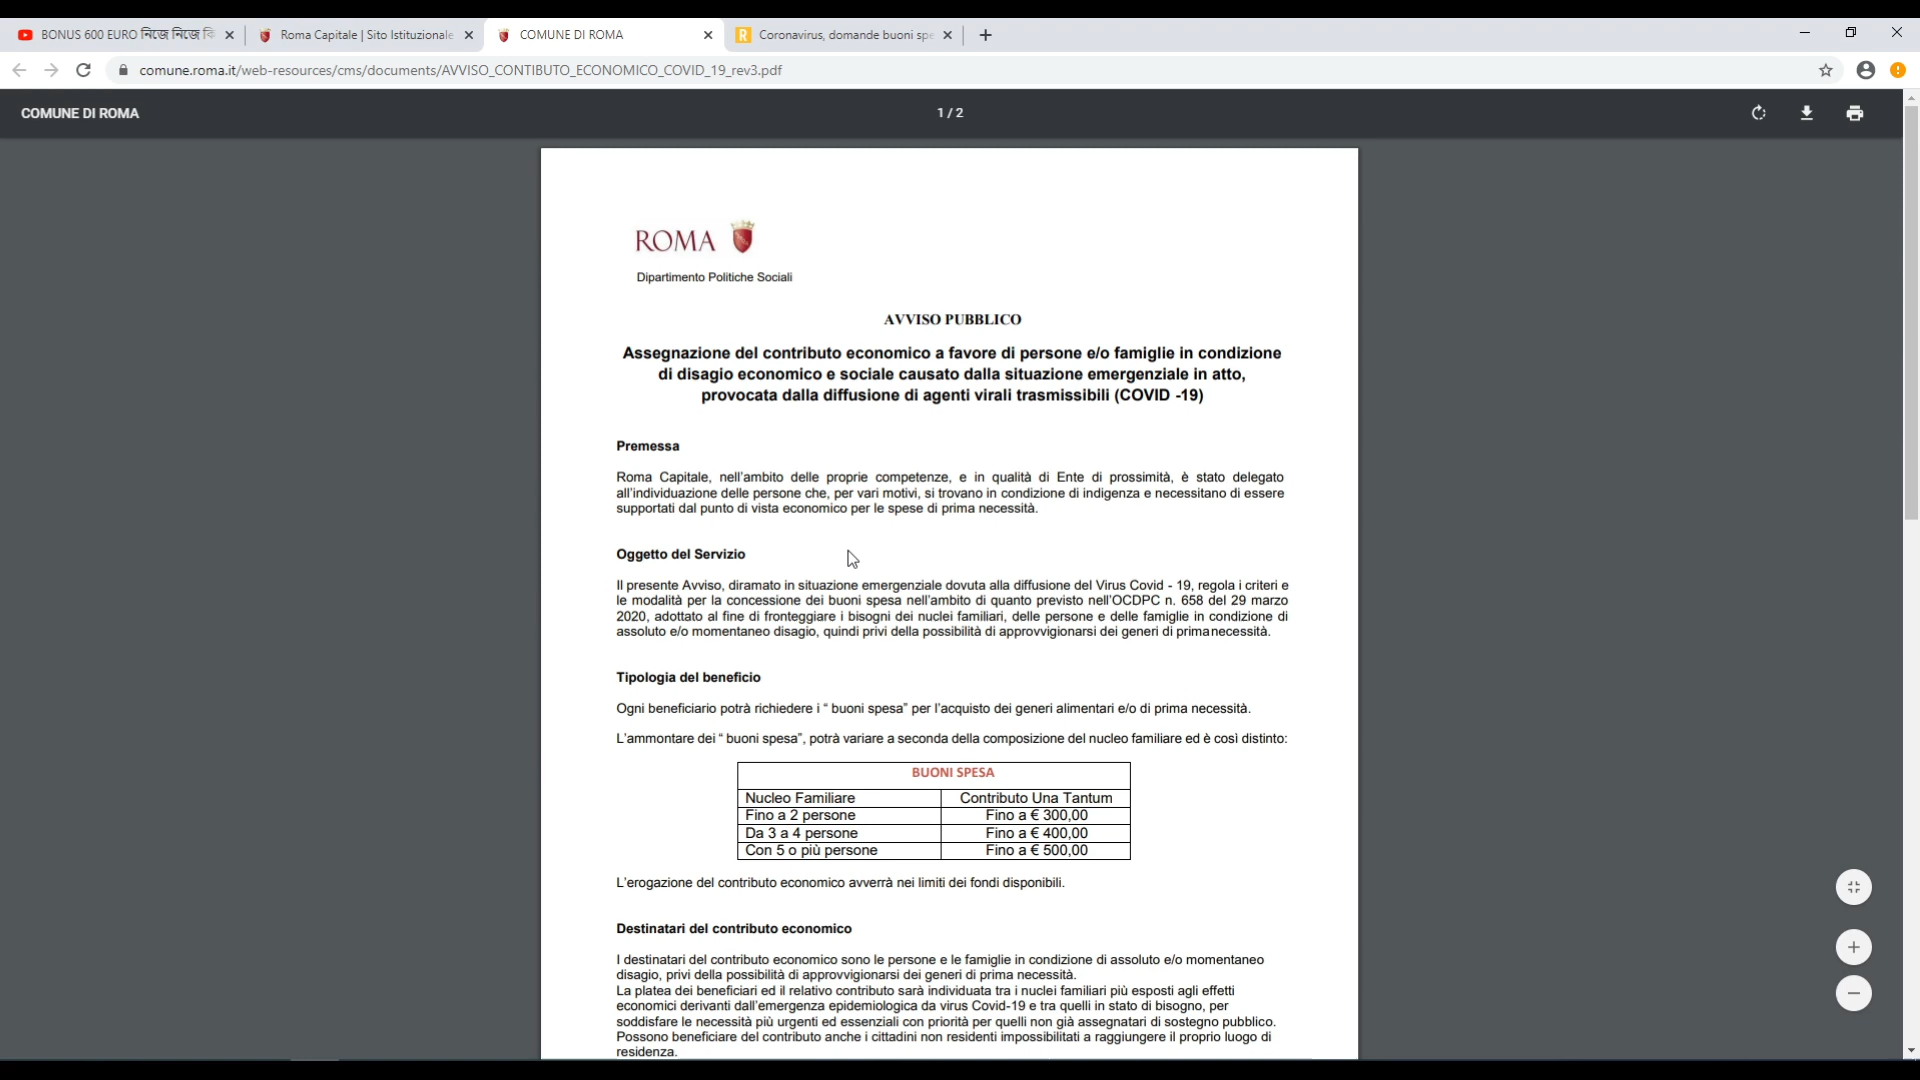 BONUS 600 EURO নিজে নিজে
Roma Capitale | Sito Istituzionale
COMUNE DI ROMA
R Coronavirus, domande buoni spe
comune.roma.it/web-resources/cms/documents/AVVISO_CONTIBUTO_ECONOMICO_COVID_19_rev3.pdf
COMUNE DI ROMA
1 / 2
ROMA
Dipartimento Politiche Sociali
AVVISO PUBBLICO
Assegnazione del contributo economico a favore di persone e/o famiglie in condizione
di disagio economico e sociale causato dalla situazione emergenziale in atto,
provocata dalla diffusione di agenti virali trasmissibili (COVID -19)
Premessa
Roma Capitale, nell'ambito delle proprie competenze, e in qualità di Ente di prossimità, è stato delegato
all'individuazione delle persone che, per vari motivi, si trovano in condizione di indigenza e necessitano di essere
supportati dal punto di vista economico per le spese di prima necessità.
Oggetto del Servizio
Il presente Avviso, diramato in situazione emergenziale dovuta alla diffusione del Virus Covid - 19, regola i criteri e
le modalità per la concessione dei buoni spesa nell'ambito di quanto previsto nell'OCDPC n. 658 del 29 marzo
2020, adottato al fine di fronteggiare i bisogni dei nuclei familiari, delle persone e delle famiglie in condizione di
assoluto e/o momentaneo disagio, quindi privi della possibilità di approvvigionarsi dei generi di prima necessità.
Tipologia del beneficio
Ogni beneficiario potrà richiedere i “ buoni spesa” per l'acquisto dei generi alimentari e/o di prima necessità.
L'ammontare dei “ buoni spesa”, potrà variare a seconda della composizione del nucleo familiare ed è così distinto:
BUONI SPESA
Nucleo Familiare Contributo Una Tantum
Fino a 2 persone Fino a € 300,00
Da 3 a 4 persone Fino a € 400,00
Con 5 o più persone Fino a € 500,00
L'erogazione del contributo economico avverrà nei limiti dei fondi disponibili.
Destinatari del contributo economico
I destinatari del contributo economico sono le persone e le famiglie in condizione di assoluto e/o momentaneo
disagio, privi della possibilità di approvvigionarsi dei generi di prima necessità.
La platea dei beneficiari ed il relativo contributo sarà individuata tra i nuclei familiari più esposti agli effetti
economici derivanti dall'emergenza epidemiologica da virus Covid-19 e tra quelli in stato di bisogno, per
soddisfare le necessità più urgenti ed essenziali con priorità per quelli non già assegnatari di sostegno pubblico.
Possono beneficiare del contributo anche i cittadini non residenti impossibilitati a raggiungere il proprio luogo di
residenza.